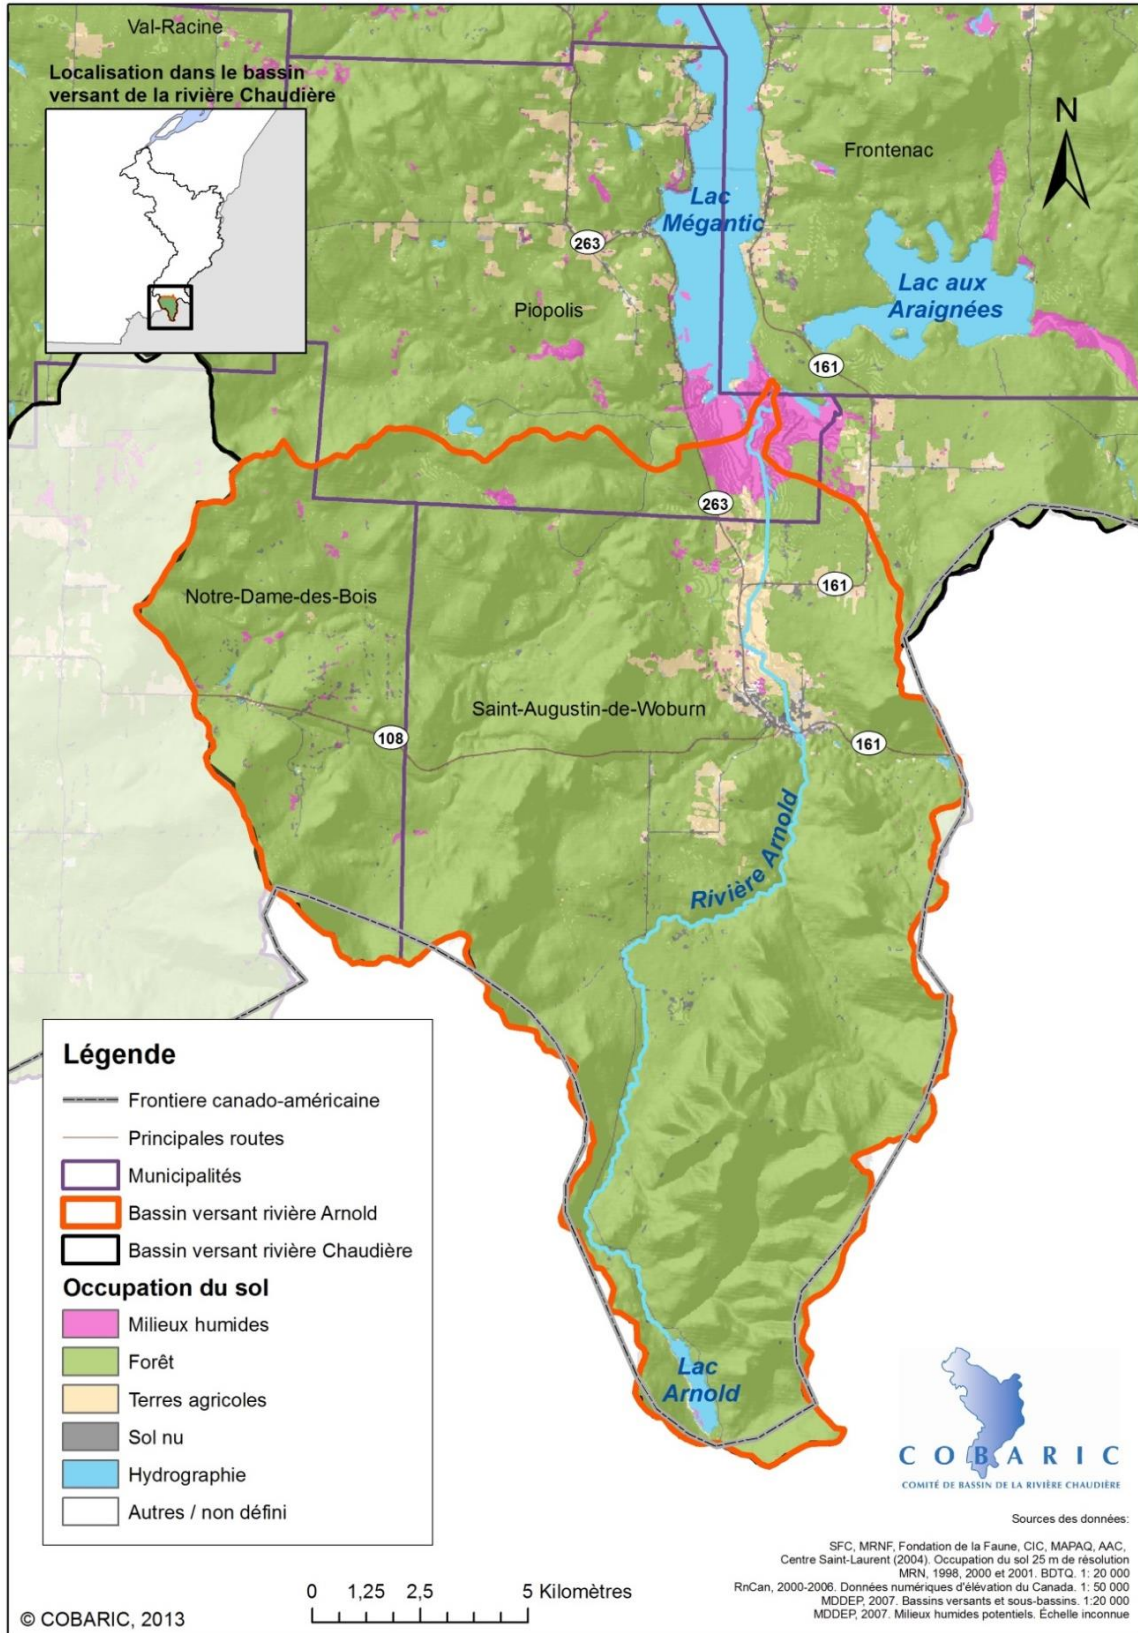 Val-Racine
Localisation dans le bassin
versant de la rivière Chaudière
N
Frontenac
Lac
Mégantic
263
Lac aux
Araignées
Piopolis
161
263
161
Notre-Dame-des-Bois
Saint-Augustin-de-Woburn
108
161
Rivière Arnold
Légende
Frontiere canado-américaine
Principales routes
Municipalités
Bassin versant rivière Arnold
Bassin versant rivière Chaudière
Occupation du sol
Milieux humides
Forêt
Terres agricoles
Sol nu
Hydrographie
Autres / non défini
Lac
Arnold
COBARIC
COMITÉ DE BASSIN DE LA RIVIÈRE CHAUDIÈRE
Sources des données:
SFC, MRNF, Fondation de la Faune, CIC, MAPAQ, AAC,
Centre Saint-Laurent (2004). Occupation du sol 25 m de résolution
MRN, 1998, 2000 et 2001. BDTQ. 1: 20 000
RnCan, 2000-2006. Données numériques d'élévation du Canada. 1: 50 000
MDDEP, 2007. Bassins versants et sous-bassins. 1:20 000
MDDEP, 2007. Milieux humides potentiels. Échelle inconnue
0 1,25 2,5 5 Kilomètres
© COBARIC, 2013